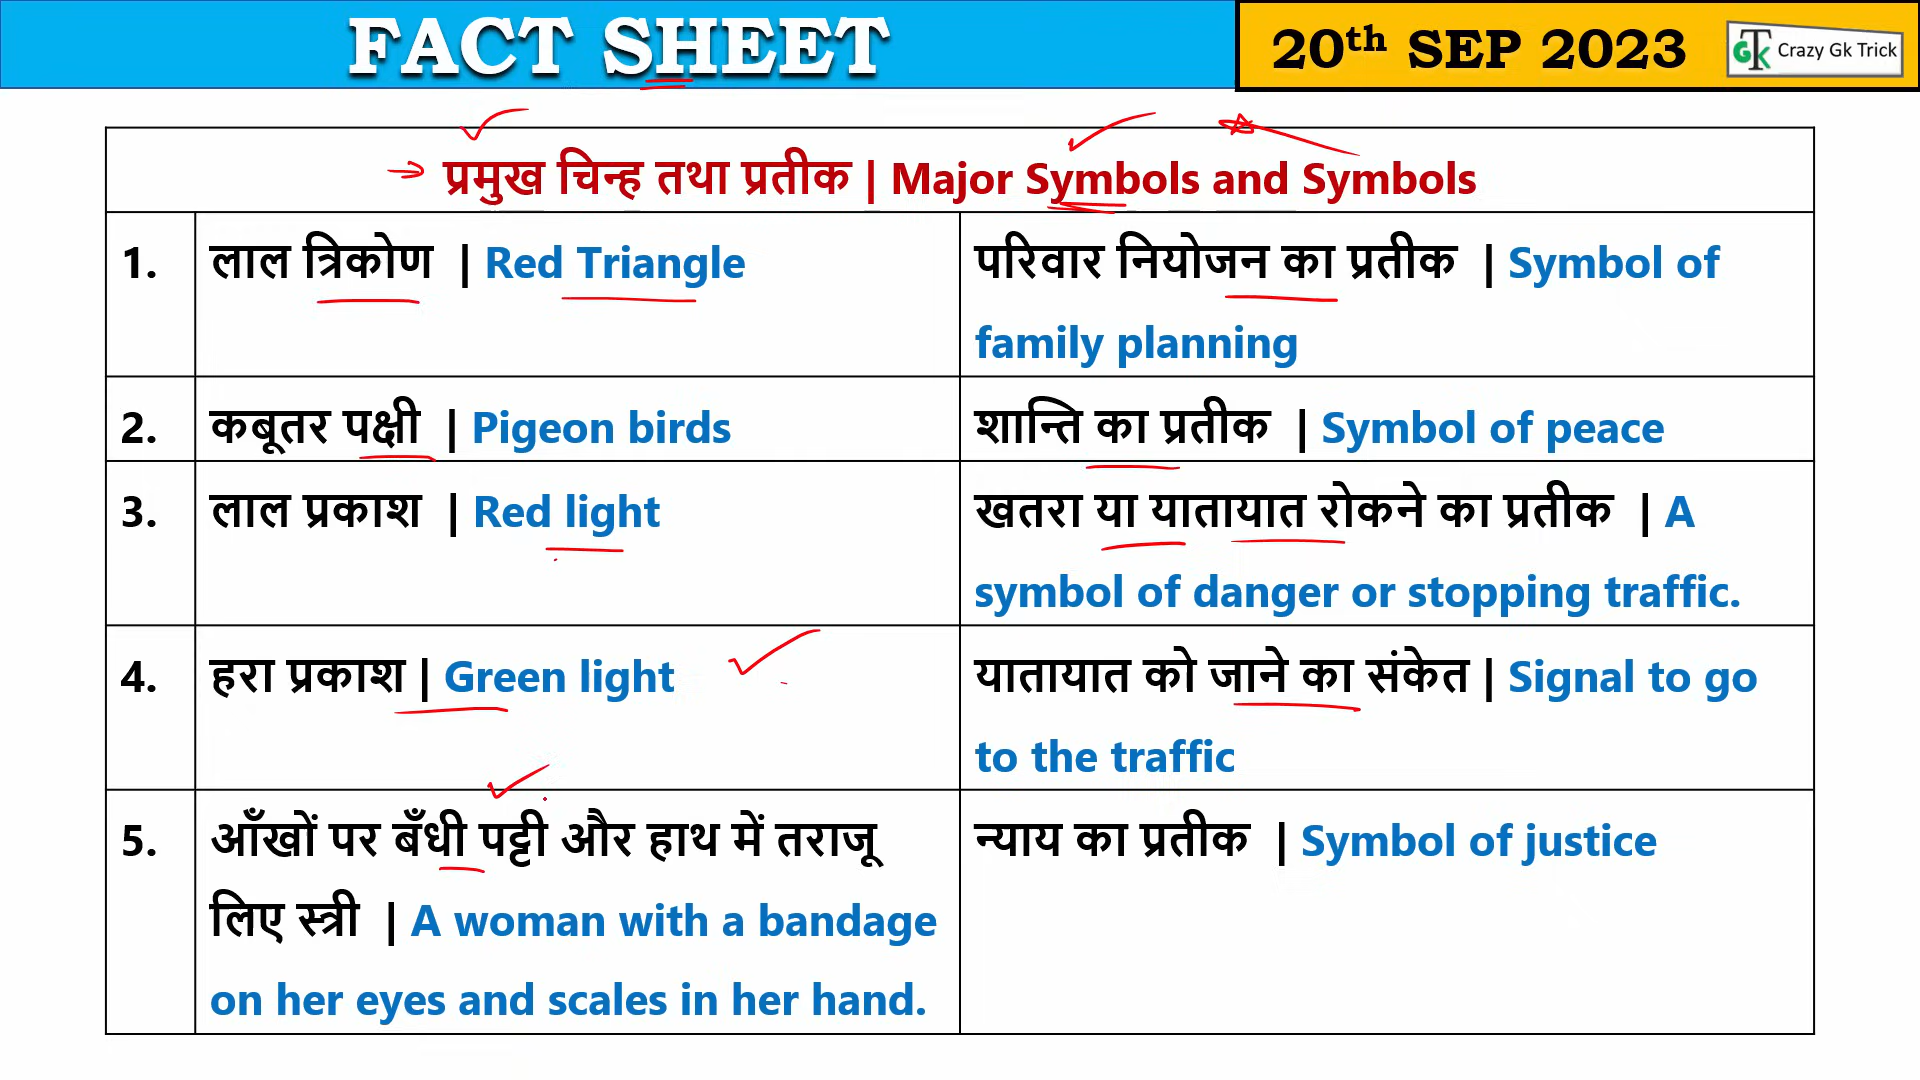 FACT SHEET
20th SEP 2023
GTK Crazy Gk Trick
प्रमुख चिन्ह तथा प्रतीक | Major Symbols and Symbols
1.
लाल त्रिकोण | Red Triangle
परिवार नियोजन का प्रतीक | Symbol of
family planning
2.
कबूतर पक्षी | Pigeon birds
शान्ति का प्रतीक | Symbol of peace
3.
लाल प्रकाश | Red light
खतरा या यातायात रोकने का प्रतीक | A
symbol of danger or stopping traffic.
4.
हरा प्रकाश | Green light
यातायात को जाने का संकेत | Signal to go
to the traffic
5.
आँखों पर बँधी पट्टी और हाथ में तराजू
लिए स्त्री | A woman with a bandage
on her eyes and scales in her hand.
न्याय का प्रतीक | Symbol of justice